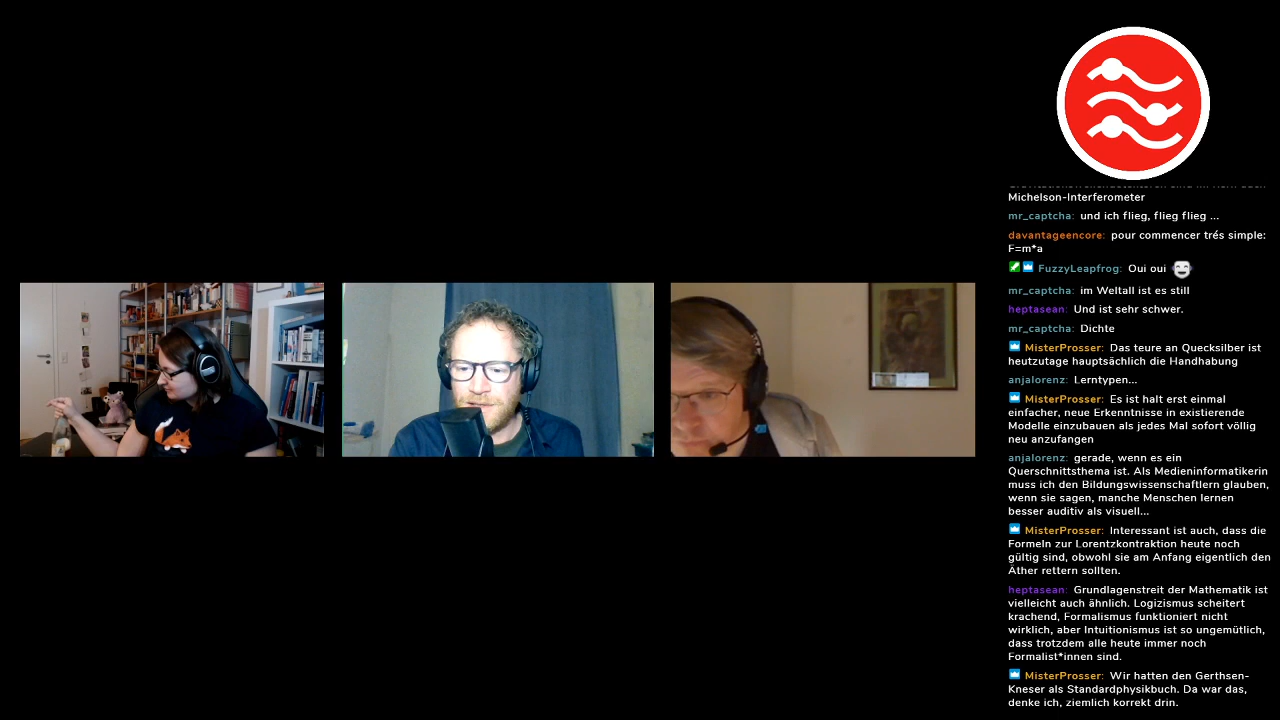 Michelson-Interferometer
mr_captcha: und ich flieg, flieg flieg ...
davantageencore: pour commencer trés simple:
F=m*a
FuzzyLeapfrog: Oui oui
mr_captcha: im Weltall ist es still
heptasean: Und ist sehr schwer.
mr_captcha: Dichte
MisterProsser: Das teure an Quecksilber ist
heutzutage hauptsächlich die Handhabung
anjalorenz: Lerntypen...
MisterProsser: Es ist halt erst einmal
einfacher, neue Erkenntnisse in existierende
Modelle einzubauen als jedes Mal sofort völlig
neu anzufangen
anjalorenz: gerade, wenn es ein
Querschnittsthema ist. Als Medieninformatikerin
muss ich den Bildungswissenschaftlern glauben,
wenn sie sagen, manche Menschen lernen
besser auditiv als visuell...
MisterProsser: Interessant ist auch, dass die
Formeln zur Lorentzkontraktion heute noch
gültig sind, obwohl sie am Anfang eigentlich den
Äther rettern sollten.
heptasean: Grundlagenstreit der Mathematik ist
vielleicht auch ähnlich. Logizismus scheitert
krachend, Formalismus funktioniert nicht
wirklich, aber Intuitionismus ist so ungemütlich,
dass trotzdem alle heute immer noch
Formalist*innen sind.
MisterProsser: Wir hatten den Gerthsen-
Kneser als Standardphysikbuch. Da war das,
denke ich, ziemlich korrekt drin.